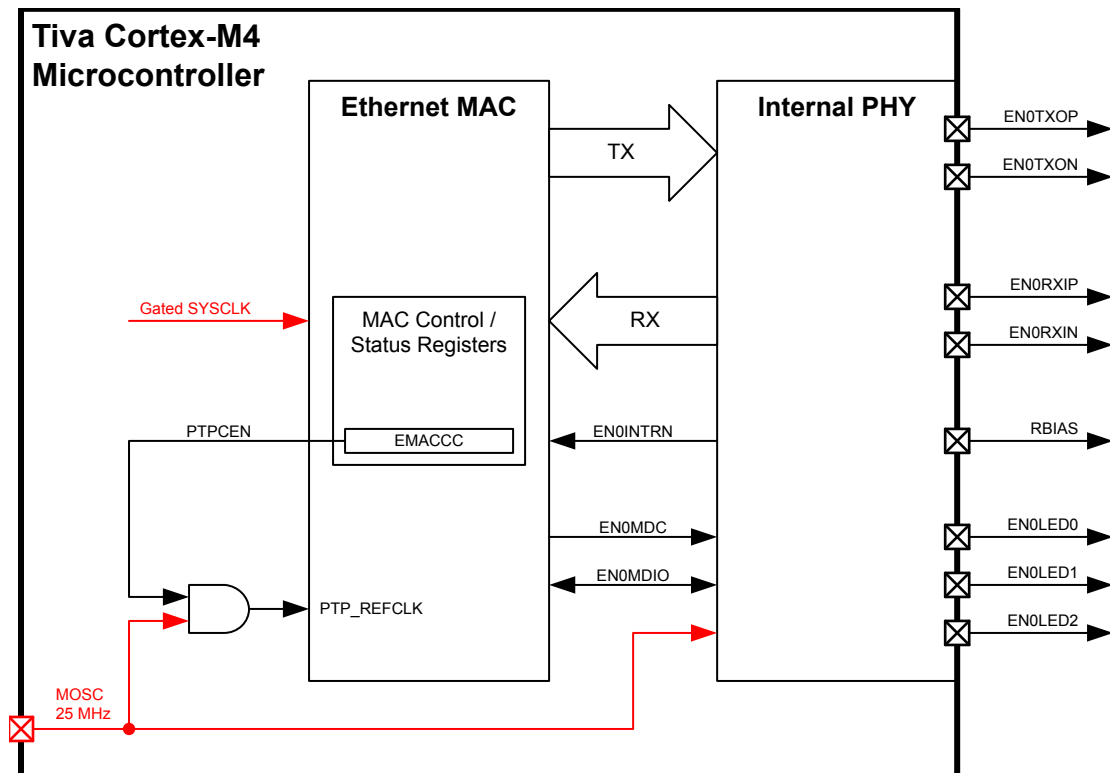 Tiva Cortex-M4
Microcontroller
Ethernet MAC
Internal PHY
TX
RX
Gated SYSCLK
MAC Control /
Status Registers
EMACCC
PTPCEN
PTP_REFCLK
MOSC
25 MHz
EN0INTRN
EN0MDC
EN0MDIO
EN0TXOP
EN0TXON
EN0RXIP
EN0RXIN
RBIAS
EN0LED0
EN0LED1
EN0LED2